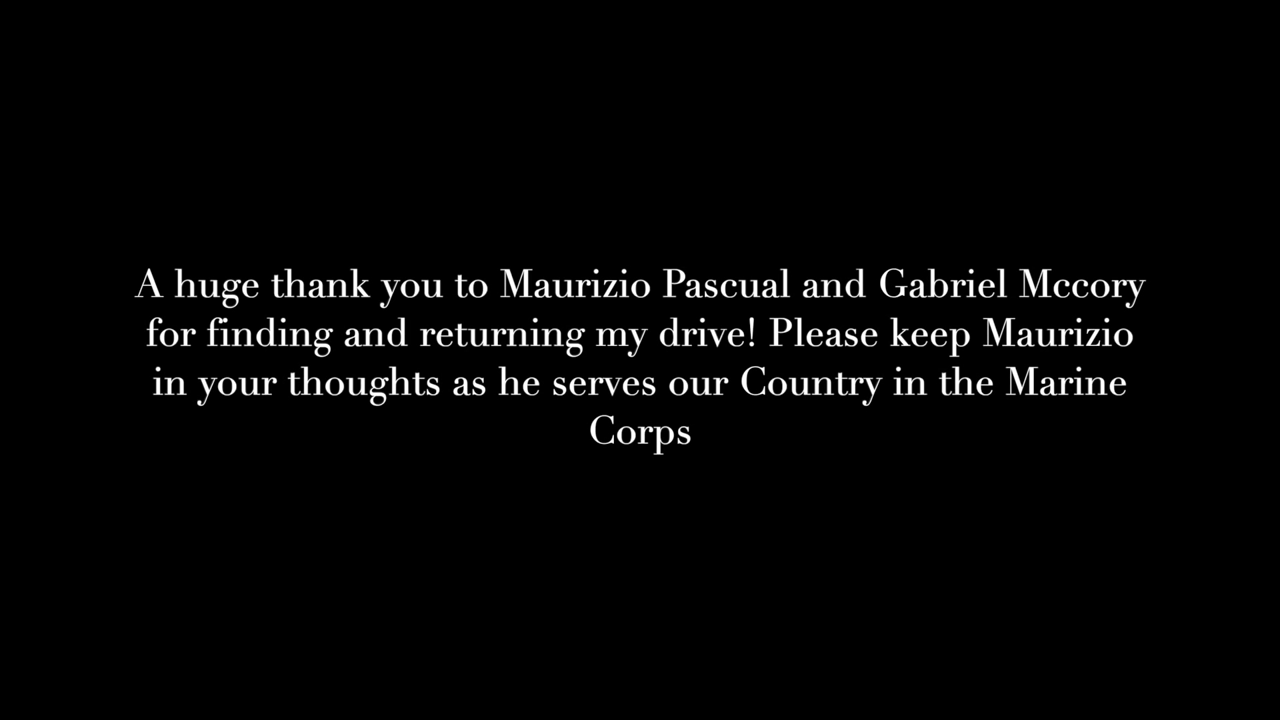 A huge thank you to Maurizio Pascual and Gabriel Mccory
for finding and returning my drive! Please keep Maurizio
in your thoughts as he serves our Country in the Marine
Corps